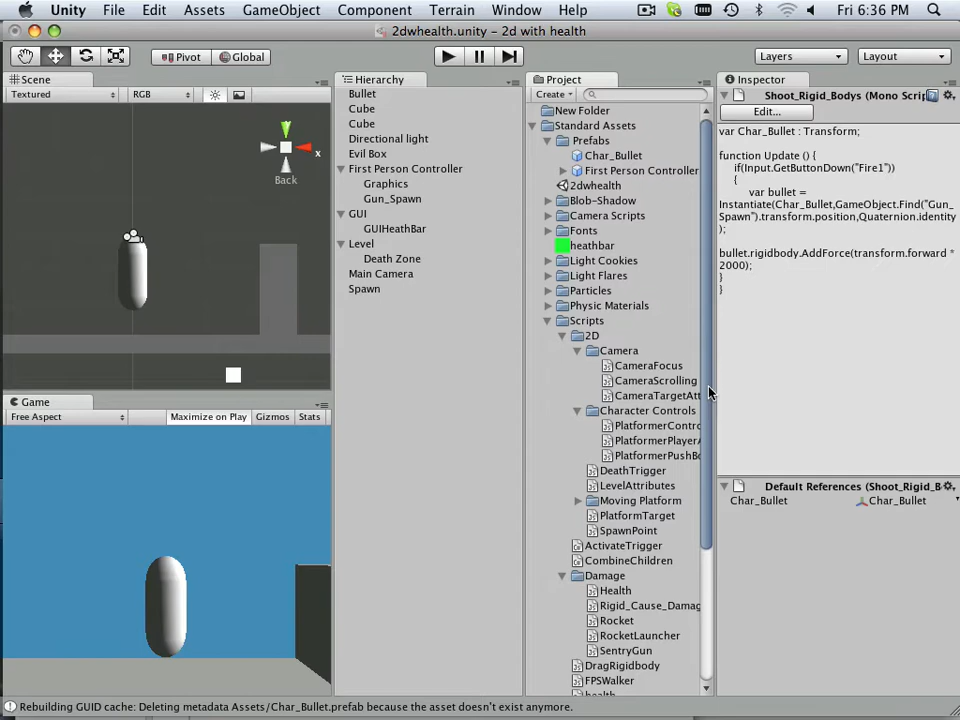 Unity File Edit Assets GameObject Component Terrain Window Help Fri 6:36 PM
2dwhealth.unity – 2d with health
Pivot Global Layers Layout
Scene
Textured RGB
x
Back
Game
Free Aspect Maximize on Play Gizmos Stats
Hierarchy
Bullet
Cube
Cube
Directional light
Evil Box
First Person Controller
Graphics
Gun_Spawn
GUI
GUIHeathBar
Level
Death Zone
Main Camera
Spawn
Project
Create
New Folder
Standard Assets
Prefabs
Char_Bullet
First Person Controller
2dwhealth
Blob-Shadow
Camera Scripts
Fonts
heathbar
Light Cookies
Light Flares
Particles
Physic Materials
Scripts
2D
Camera
CameraFocus
CameraScrolling
CameraTargetAtt
Character Controls
PlatformerContro
PlatformerPlayerA
PlatformerPushBo
DeathTrigger
LevelAttributes
Moving Platform
PlatformTarget
SpawnPoint
ActivateTrigger
CombineChildren
Damage
Health
Rigid_Cause_Damag
Rocket
RocketLauncher
SentryGun
DragRigidbody
FPSWalker
health
Inspector
Shoot_Rigid_Bodys (Mono Scrip
Edit...
var Char_Bullet : Transform;
function Update () {
if(Input.GetButtonDown("Fire1"))
{
var bullet =
Instantiate(Char_Bullet,GameObject.Find("Gun_
Spawn").transform.position,Quaternion.identity
);
bullet.rigidbody.AddForce(transform.forward *
2000);
}
}
Default References (Shoot_Rigid_B
Char_Bullet Char_Bullet
Rebuilding GUID cache: Deleting metadata Assets/Char_Bullet.prefab because the asset doesn't exist anymore.